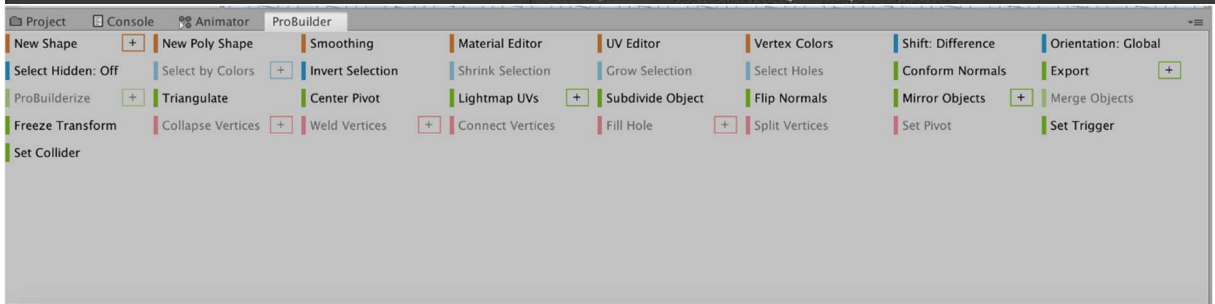 Project Console Animator ProBuilder
New Shape + New Poly Shape Smoothing Material Editor UV Editor Vertex Colors Shift: Difference Orientation: Global
Select Hidden: Off Select by Colors + Invert Selection Shrink Selection Grow Selection Select Holes Conform Normals Export +
ProBuilderize + Triangulate Center Pivot Lightmap UVs + Subdivide Object Flip Normals Mirror Objects + Merge Objects
Freeze Transform Collapse Vertices + Weld Vertices + Connect Vertices Fill Hole + Split Vertices Set Pivot Set Trigger
Set Collider